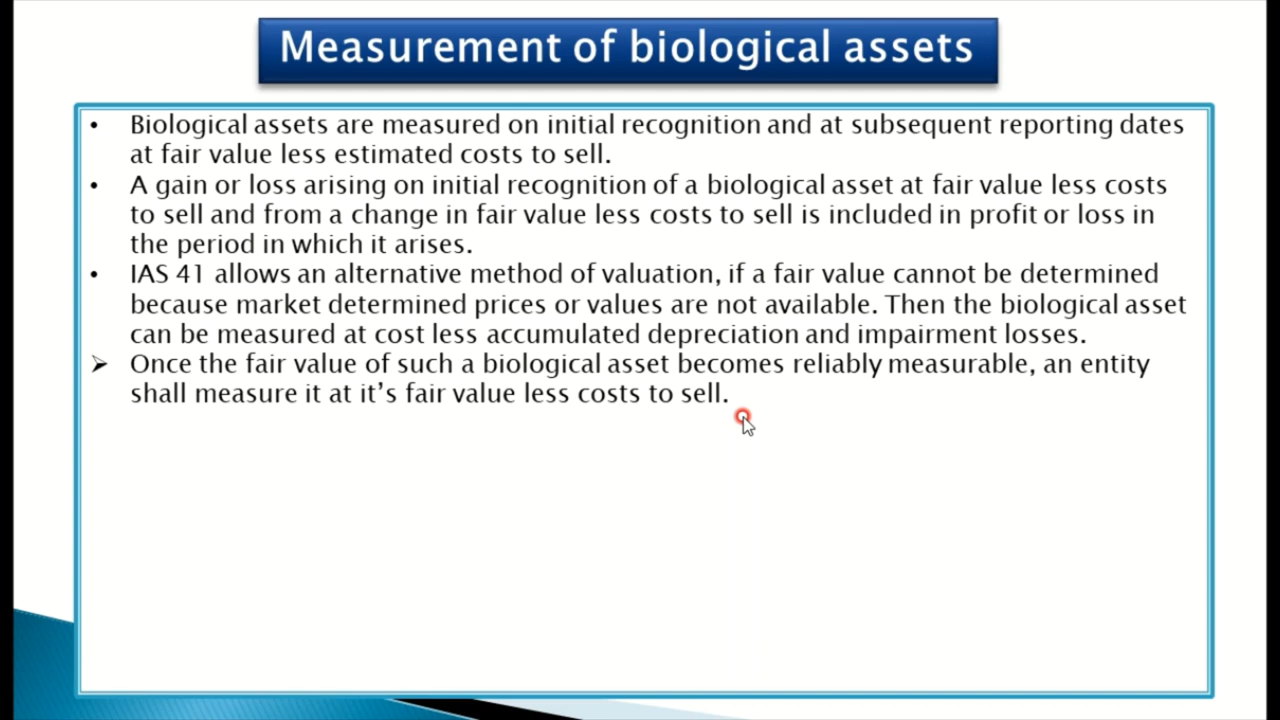 Measurement of biological assets
• Biological assets are measured on initial recognition and at subsequent reporting dates
at fair value less estimated costs to sell.
• A gain or loss arising on initial recognition of a biological asset at fair value less costs
to sell and from a change in fair value less costs to sell is included in profit or loss in
the period in which it arises.
• IAS 41 allows an alternative method of valuation, if a fair value cannot be determined
because market determined prices or values are not available. Then the biological asset
can be measured at cost less accumulated depreciation and impairment losses.
➢ Once the fair value of such a biological asset becomes reliably measurable, an entity
shall measure it at it’s fair value less costs to sell.